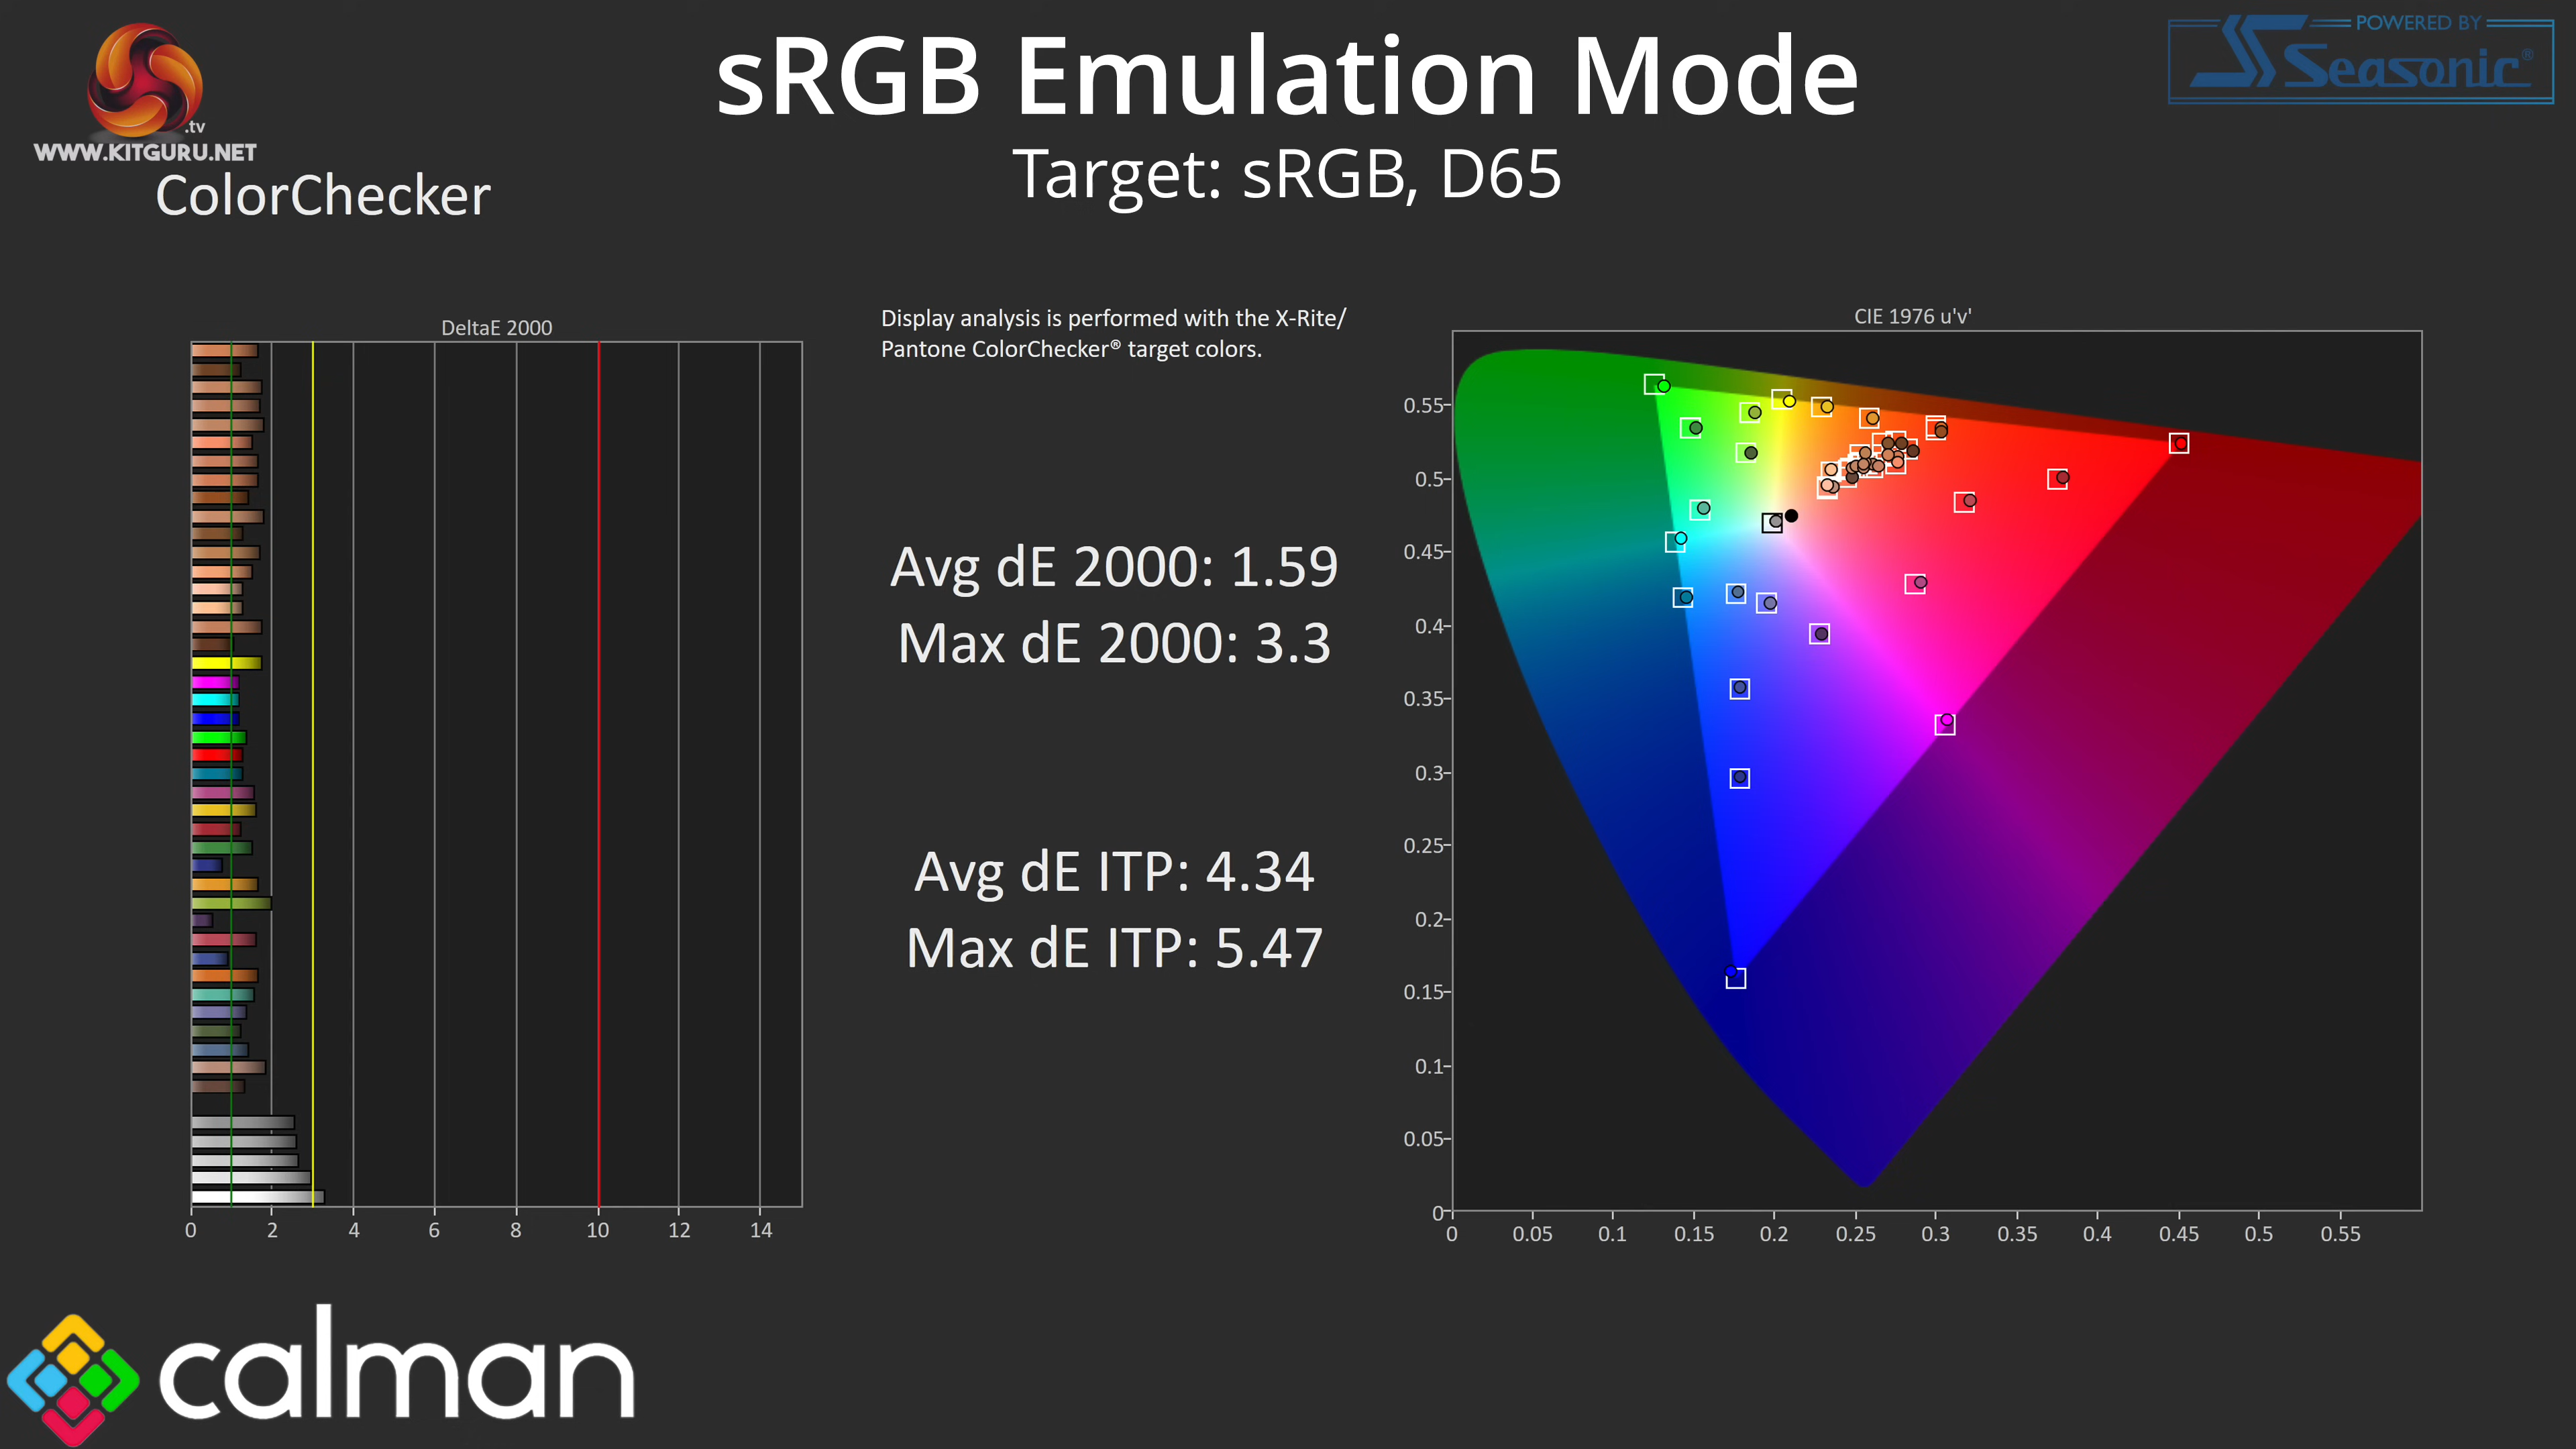 sRGB Emulation Mode
Target: sRGB, D65
.tv
WWW.KITGURU.NET
POWERED BY
Seasonic®
ColorChecker
DeltaE 2000
0 2 4 6 8 10 12 14
Display analysis is performed with the X-Rite/
Pantone ColorChecker® target colors.
Avg dE 2000: 1.59
Max dE 2000: 3.3
Avg dE ITP: 4.34
Max dE ITP: 5.47
CIE 1976 u'v'
0.55
0.5
0.45
0.4
0.35
0.3
0.25
0.2
0.15
0.1
0.05
0
0 0.05 0.1 0.15 0.2 0.25 0.3 0.35 0.4 0.45 0.5 0.55
calman